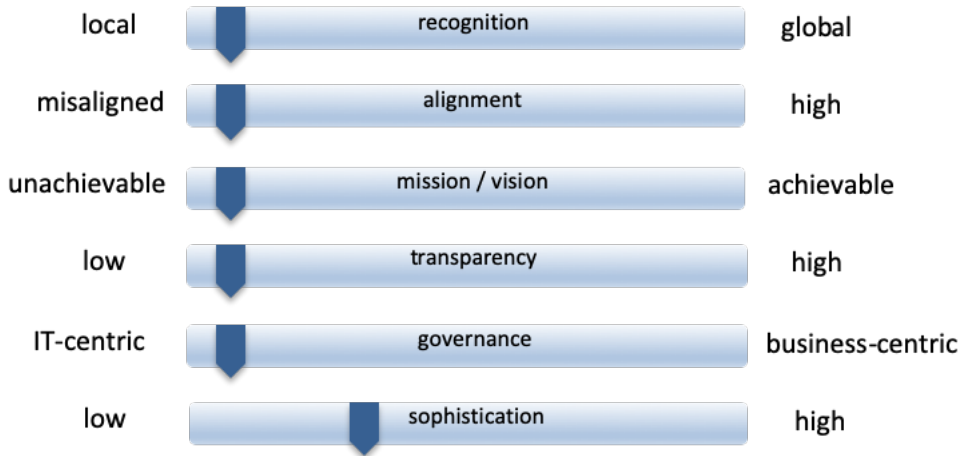 local recognition global
misaligned alignment high
unachievable mission / vision achievable
low transparency high
IT-centric governance business-centric
low sophistication high